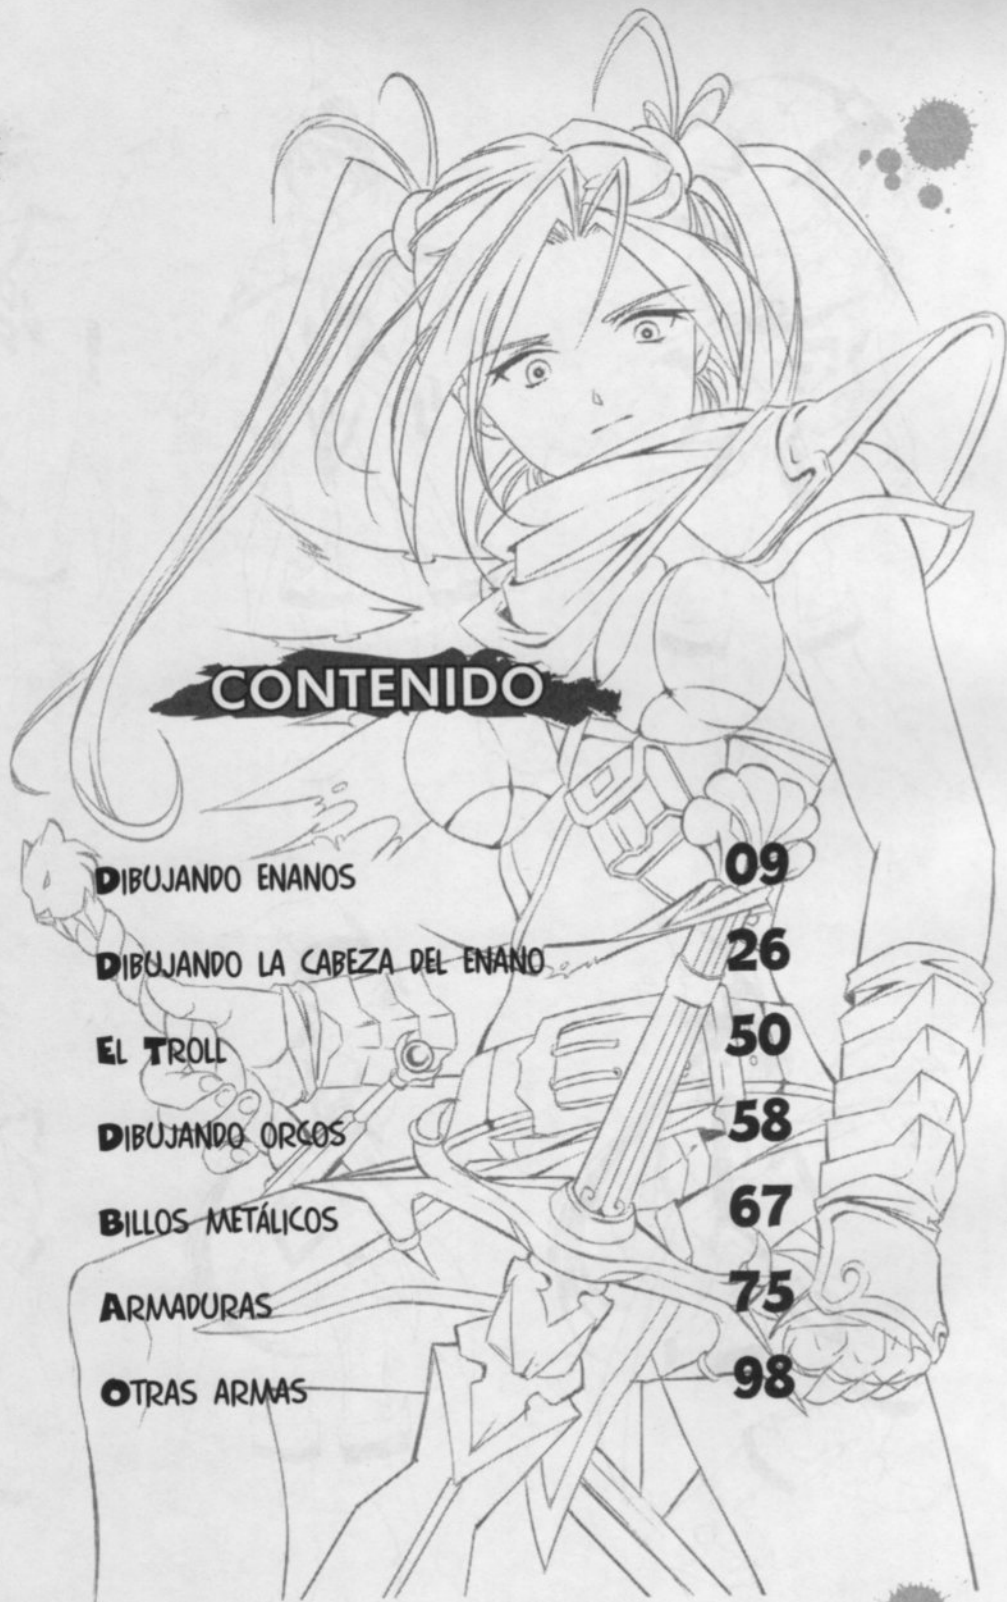 CONTENIDO
DIBUJANDO ENANOS 09
DIBUJANDO LA CABEZA DEL ENANO 26
EL TROLL 50
DIBUJANDO ORCOS 58
BILLOS METÁLICOS 67
ARMADURAS 75
OTRAS ARMAS 98